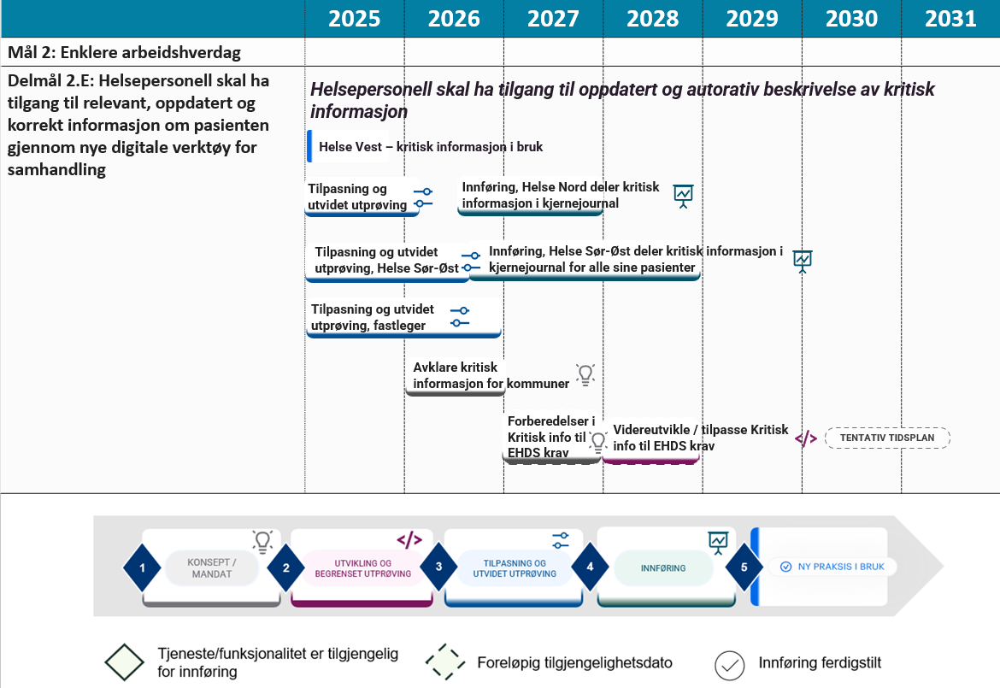 2025 2026 2027 2028 2029 2030 2031
Mål 2: Enklere arbeidshverdag
Delmål 2.E: Helsepersonell skal ha
tilgang til relevant, oppdatert og
korrekt informasjon om pasienten
gjennom nye digitale verktøy for
samhandling
Helsepersonell skal ha tilgang til oppdatert og autorativ beskrivelse av kritisk
informasjon
Helse Vest – kritisk informasjon i bruk
Tilpasning og
utvidet utprøving
Innføring, Helse Nord deler kritisk
informasjon i kjernejournal
Tilpasning og utvidet
utprøving, Helse Sør-Øst
Innføring, Helse Sør-Øst deler kritisk informasjon i
kjernejournal for alle sine pasienter
Tilpasning og utvidet
utprøving, fastleger
Avklare kritisk
informasjon for kommuner
Forberedelser i
Kritisk info til
EHDS krav
Videreutvikle / tilpasse Kritisk
info til EHDS krav
</>
TENTATIV TIDSPLAN
1
KONSEPT /
MANDAT
2
</>
UTVIKLING OG
BEGRENSET UTPRØVING
3
TILPASNING OG
UTVIDET UTPRØVING
4
INNFØRING
5
NY PRAKSIS I BRUK
Tjeneste/funksjonalitet er tilgjengelig
for innføring
Foreløpig tilgjengelighetsdato
Innføring ferdigstilt